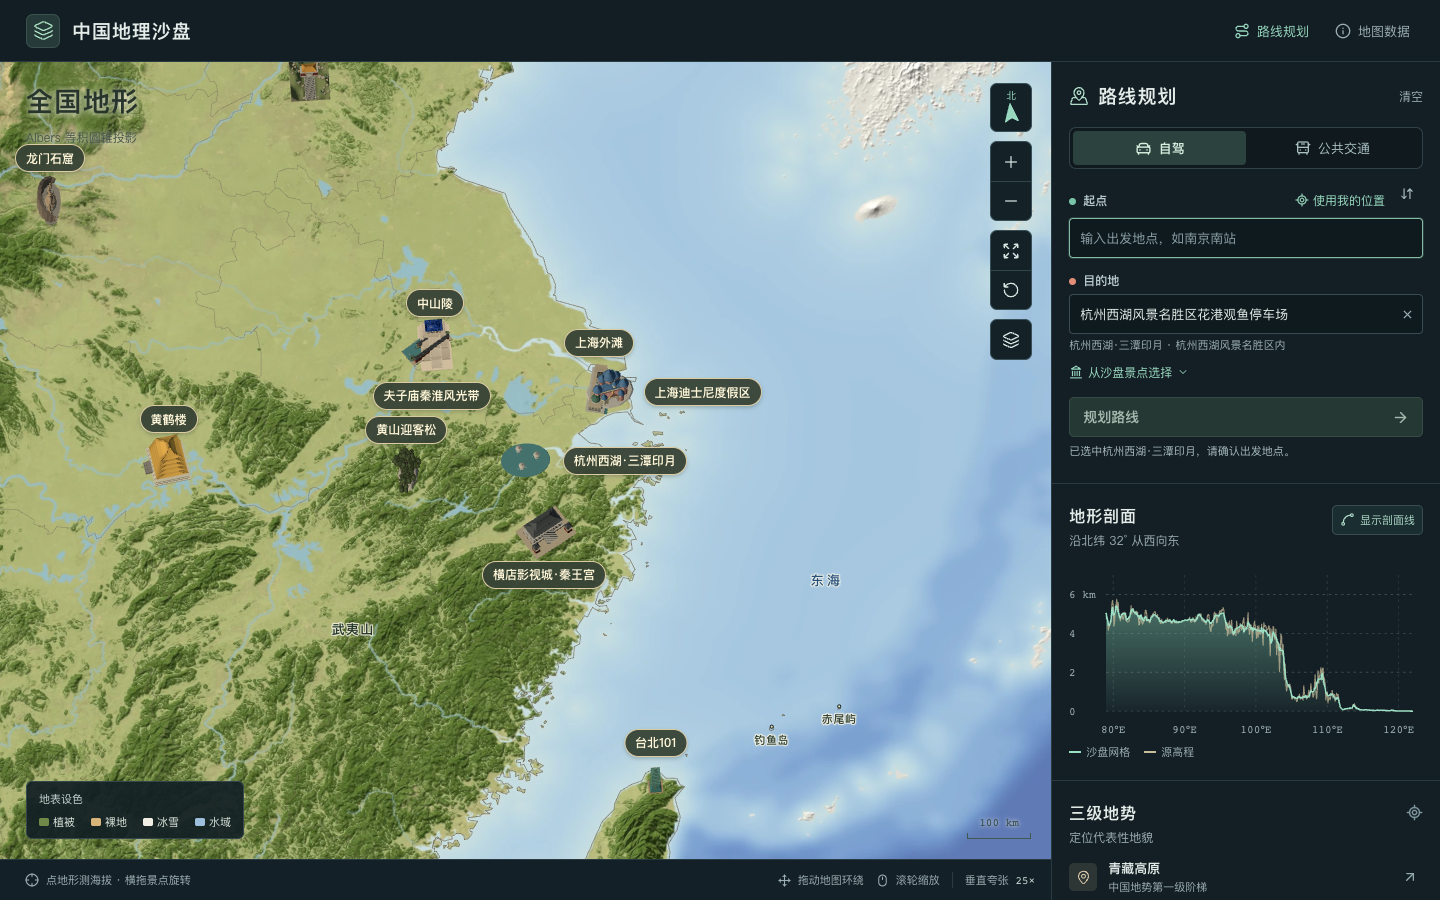 中国地理沙盘
路线规划
地图数据
全国地形
Albers 等积圆锥投影
龙门石窟
中山陵
上海外滩
上海迪士尼度假区
夫子庙秦淮风光带
黄鹤楼
黄山迎客松
杭州西湖·三潭印月
横店影视城·秦王宫
东海
武夷山
赤尾屿
钓鱼岛
台北101
北
地表设色
植被
裸地
冰雪
水域
100 km
点地形测海拔 · 横拖景点旋转
拖动地图环绕
滚轮缩放
垂直夸张 25×
路线规划
清空
自驾
公共交通
起点
使用我的位置
输入出发地点，如南京南站
目的地
杭州西湖风景名胜区花港观鱼停车场
杭州西湖·三潭印月 · 杭州西湖风景名胜区内
从沙盘景点选择
规划路线
已选中杭州西湖·三潭印月，请确认出发地点。
地形剖面
显示剖面线
沿北纬 32° 从西向东
6 km
4
2
0
80°E 90°E 100°E 110°E 120°E
沙盘网格
源高程
三级地势
定位代表性地貌
青藏高原
中国地势第一级阶梯